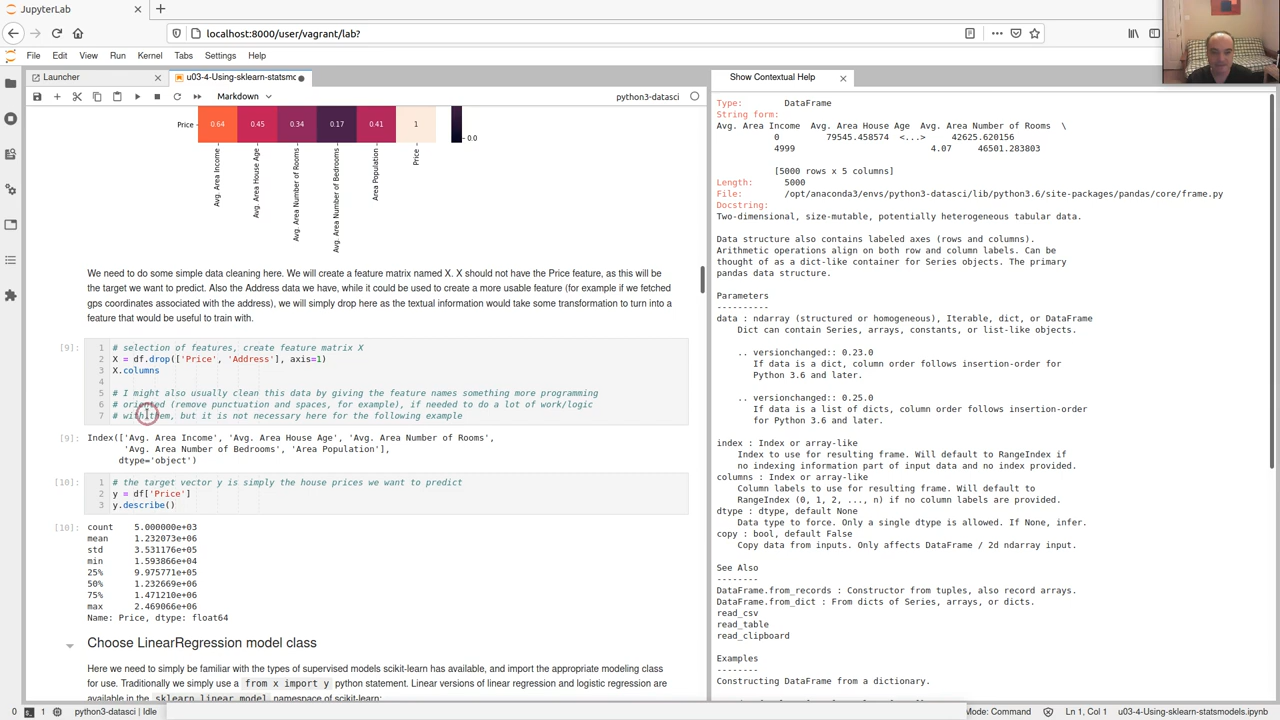 JupyterLab
localhost:8000/user/vagrant/lab?
File Edit View Run Kernel Tabs Settings Help
Launcher
u03-4-Using-sklearn-statsmo
Show Contextual Help
Markdown
python3-datasci
Price 0.64 0.45 0.34 0.17 0.41 1
0.0
Avg. Area Income
Avg. Area House Age
Avg. Area Number of Rooms
Avg. Area Number of Bedrooms
Area Population
Price
We need to do some simple data cleaning here. We will create a feature matrix named X. X should not have the Price feature, as this will be
the target we want to predict. Also the Address data we have, while it could be used to create a more usable feature (for example if we fetched
gps coordinates associated with the address), we will simply drop here as the textual information would take some transformation to turn into a
feature that would be useful to train with.
[9]:
1 # selection of features, create feature matrix X
2 X = df.drop(['Price', 'Address'], axis=1)
3 X.columns
4
5 # I might also usually clean this data by giving the feature names something more programming
6 # oriented (remove punctuation and spaces, for example), if needed to do a lot of work/logic
7 # with them, but it is not necessary here for the following example
[9]: Index(['Avg. Area Income', 'Avg. Area House Age', 'Avg. Area Number of Rooms',
'Avg. Area Number of Bedrooms', 'Area Population'],
dtype='object')
[10]:
1 # the target vector y is simply the house prices we want to predict
2 y = df['Price']
3 y.describe()
[10]: count 5.000000e+03
mean 1.232073e+06
std 3.531176e+05
min 1.593866e+04
25% 9.975771e+05
50% 1.232669e+06
75% 1.471210e+06
max 2.469066e+06
Name: Price, dtype: float64
Choose LinearRegression model class
Here we need to simply be familiar with the types of supervised models scikit-learn has available, and import the appropriate modeling class
for use. Traditionally we simply use a from x import y python statement. Linear versions of linear regression and logistic regression are
available in the sklearn.linear_model namespace of scikit-learn:
Type: DataFrame
String form:
Avg. Area Income Avg. Area House Age Avg. Area Number of Rooms \
0 79545.458574 <...> 42625.620156
4999 4.07 46501.283803
[5000 rows x 5 columns]
Length: 5000
File: /opt/anaconda3/envs/python3-datasci/lib/python3.6/site-packages/pandas/core/frame.py
Docstring:
Two-dimensional, size-mutable, potentially heterogeneous tabular data.
Data structure also contains labeled axes (rows and columns).
Arithmetic operations align on both row and column labels. Can be
thought of as a dict-like container for Series objects. The primary
pandas data structure.
Parameters
----------
data : ndarray (structured or homogeneous), Iterable, dict, or DataFrame
Dict can contain Series, arrays, constants, or list-like objects.
.. versionchanged:: 0.23.0
If data is a dict, column order follows insertion-order for
Python 3.6 and later.
.. versionchanged:: 0.25.0
If data is a list of dicts, column order follows insertion-order
for Python 3.6 and later.
index : Index or array-like
Index to use for resulting frame. Will default to RangeIndex if
no indexing information part of input data and no index provided.
columns : Index or array-like
Column labels to use for resulting frame. Will default to
RangeIndex (0, 1, 2, ..., n) if no column labels are provided.
dtype : dtype, default None
Data type to force. Only a single dtype is allowed. If None, infer.
copy : bool, default False
Copy data from inputs. Only affects DataFrame / 2d ndarray input.
See Also
--------
DataFrame.from_records : Constructor from tuples, also record arrays.
DataFrame.from_dict : From dicts of Series, arrays, or dicts.
read_csv
read_table
read_clipboard
Examples
--------
Constructing DataFrame from a dictionary.
0 1 python3-datasci | Idle
Mode: Command Ln 1, Col 1 u03-4-Using-sklearn-statsmodels.ipynb